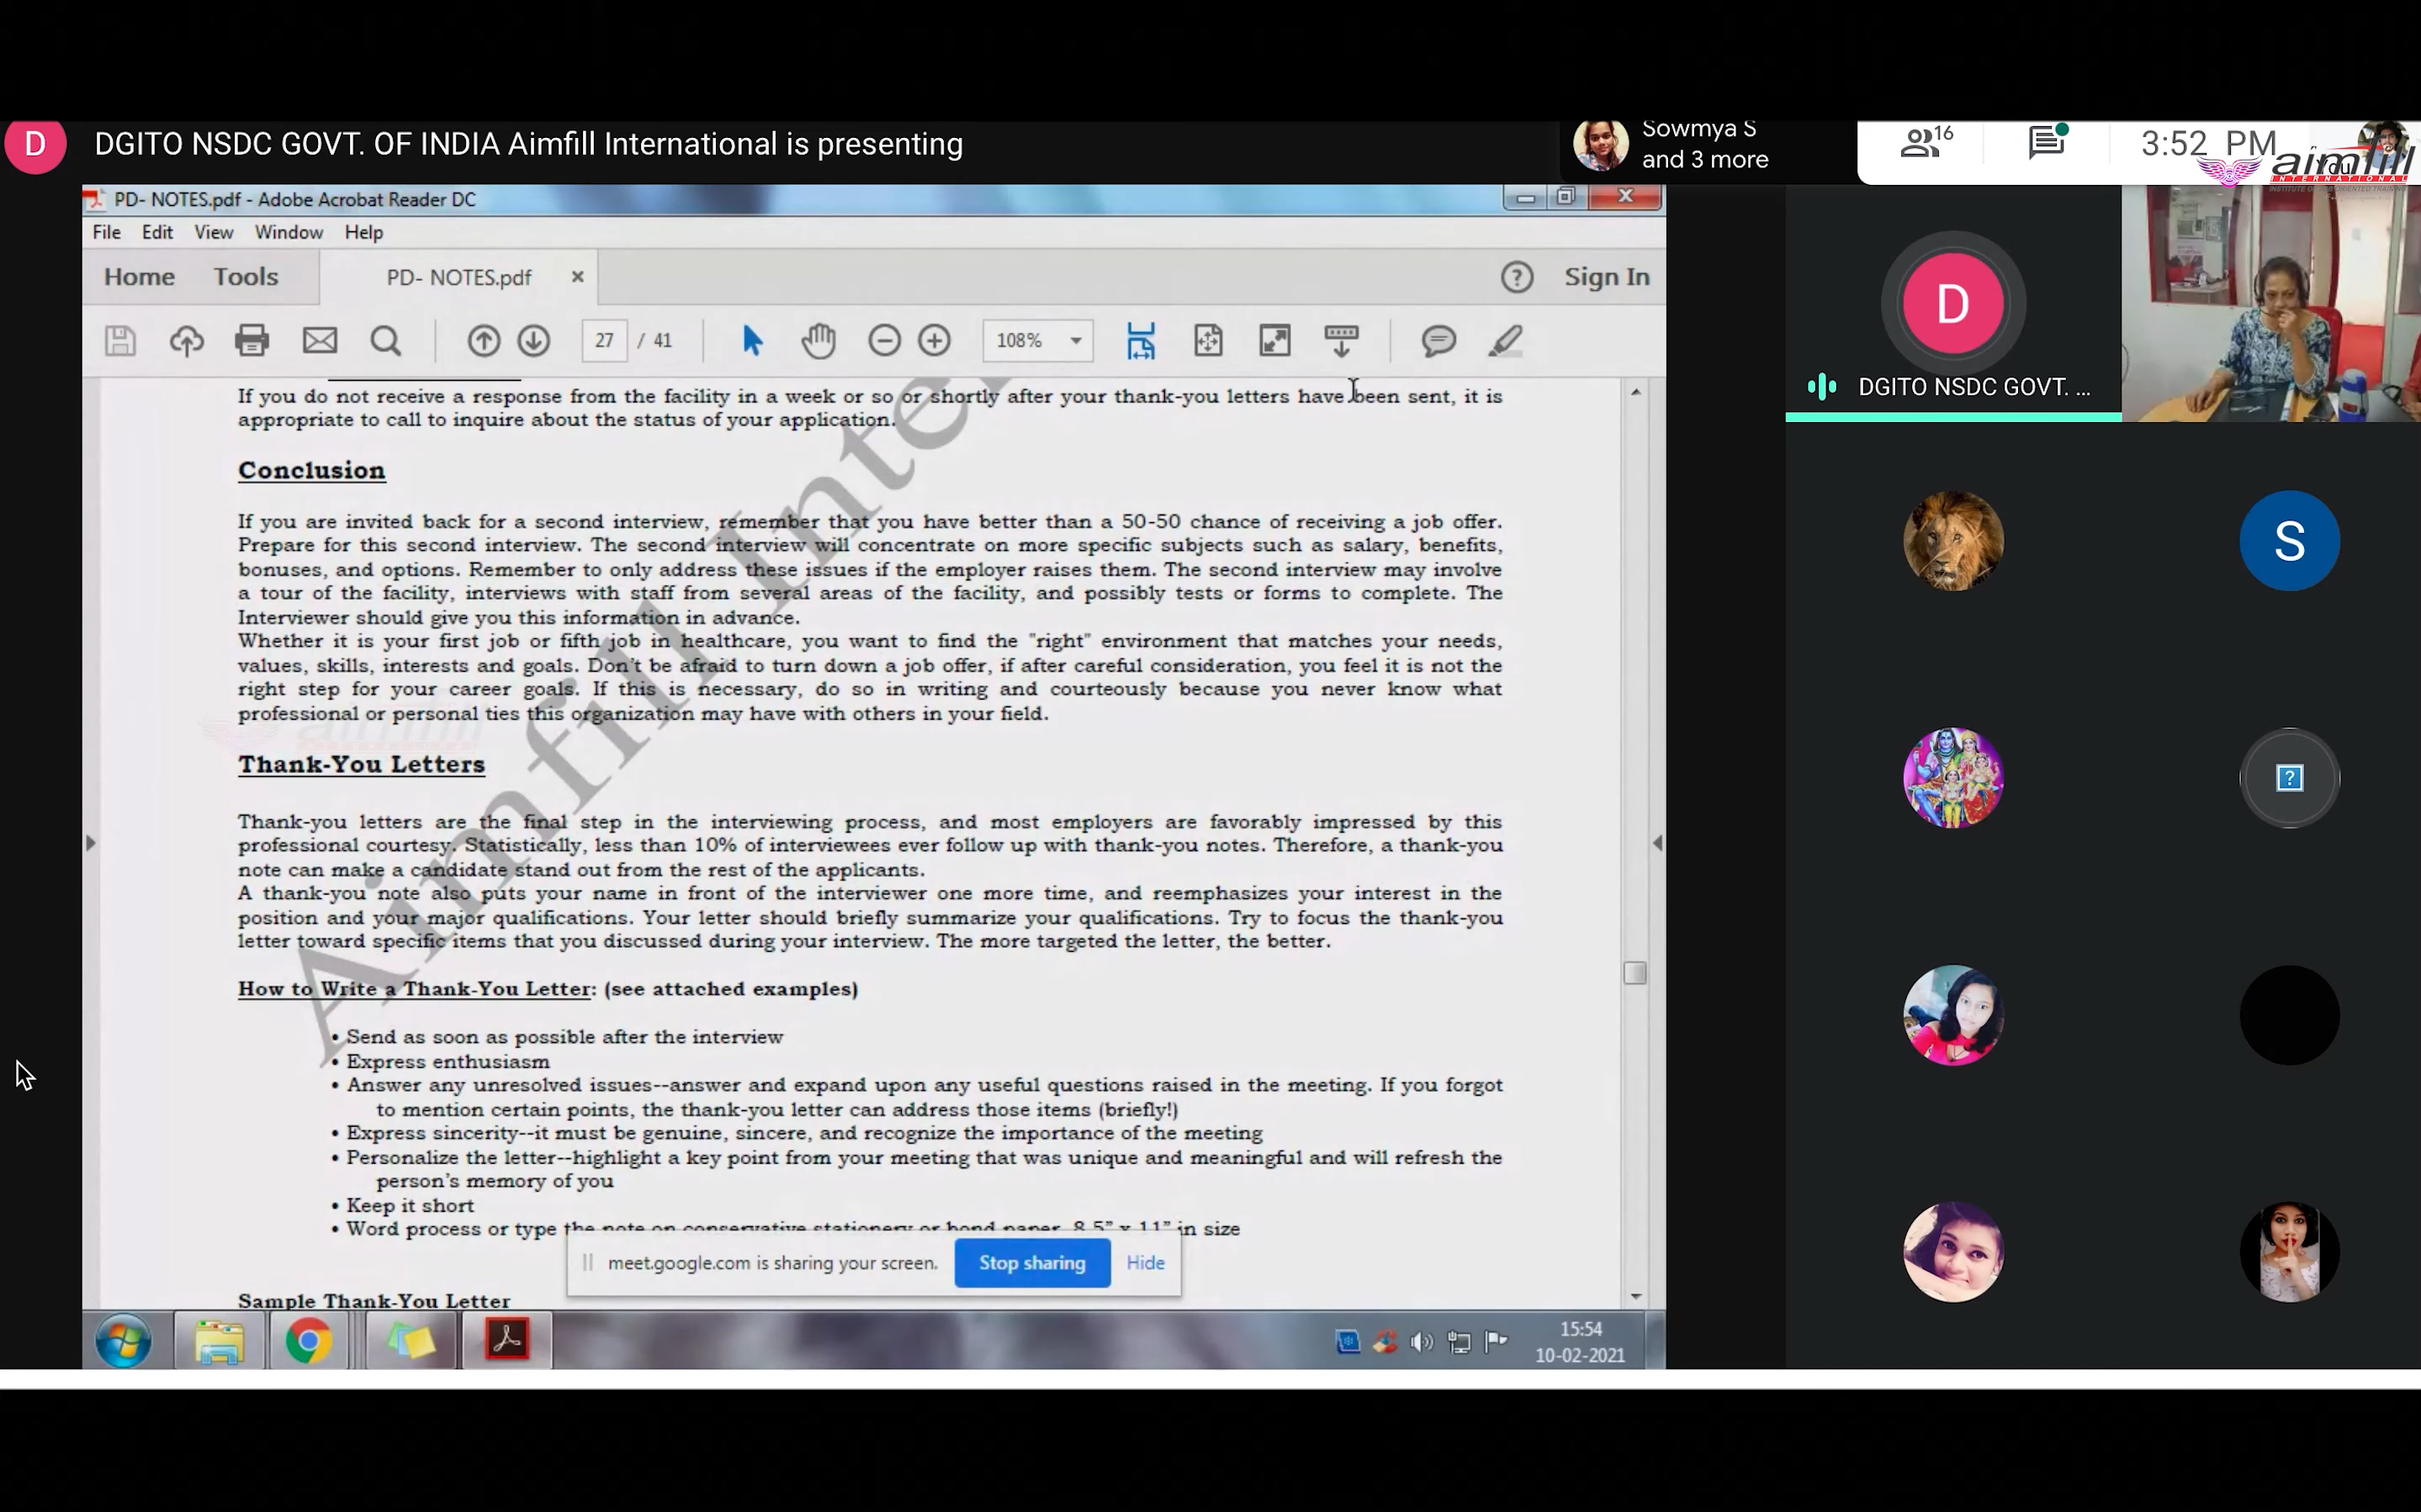 D
DGITO NSDC GOVT. OF INDIA Aimfill International is presenting
Sowmya S
and 3 more
16
3:52 PM
You
aimfill
INTERNATIONAL
PD- NOTES.pdf - Adobe Acrobat Reader DC
File Edit View Window Help
Home Tools PD- NOTES.pdf × ? Sign In
27 / 41 108%
If you do not receive a response from the facility in a week or so or shortly after your thank-you letters have been sent, it is
appropriate to call to inquire about the status of your application.
Conclusion
If you are invited back for a second interview, remember that you have better than a 50-50 chance of receiving a job offer.
Prepare for this second interview. The second interview will concentrate on more specific subjects such as salary, benefits,
bonuses, and options. Remember to only address these issues if the employer raises them. The second interview may involve
a tour of the facility, interviews with staff from several areas of the facility, and possibly tests or forms to complete. The
Interviewer should give you this information in advance.
Whether it is your first job or fifth job in healthcare, you want to find the "right" environment that matches your needs,
values, skills, interests and goals. Don't be afraid to turn down a job offer, if after careful consideration, you feel it is not the
right step for your career goals. If this is necessary, do so in writing and courteously because you never know what
professional or personal ties this organization may have with others in your field.
Thank-You Letters
Thank-you letters are the final step in the interviewing process, and most employers are favorably impressed by this
professional courtesy. Statistically, less than 10% of interviewees ever follow up with thank-you notes. Therefore, a thank-you
note can make a candidate stand out from the rest of the applicants.
A thank-you note also puts your name in front of the interviewer one more time, and reemphasizes your interest in the
position and your major qualifications. Your letter should briefly summarize your qualifications. Try to focus the thank-you
letter toward specific items that you discussed during your interview. The more targeted the letter, the better.
How to Write a Thank-You Letter: (see attached examples)
• Send as soon as possible after the interview
• Express enthusiasm
• Answer any unresolved issues--answer and expand upon any useful questions raised in the meeting. If you forgot
to mention certain points, the thank-you letter can address those items (briefly!)
• Express sincerity--it must be genuine, sincere, and recognize the importance of the meeting
• Personalize the letter--highlight a key point from your meeting that was unique and meaningful and will refresh the
person's memory of you
• Keep it short
• Word process or type the note on conservative stationery or bond paper, 8.5" x 11" in size
Sample Thank-You Letter
Aimfill Inter
meet.google.com is sharing your screen. Stop sharing Hide
15:54
10-02-2021
D
DGITO NSDC GOVT. ...
S
?